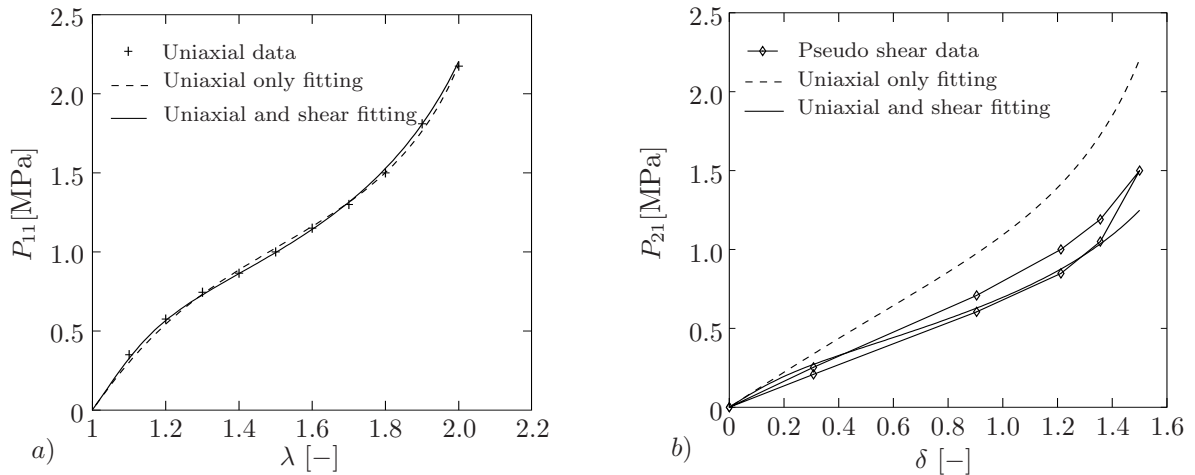 2.5
Uniaxial data
Uniaxial only fitting
Uniaxial and shear fitting
2.0
1.5
1.0
0.5
0
P11[MPa]
1 1.2 1.4 1.6 1.8 2.0 2.2
a)
λ [−]
2.5
Pseudo shear data
Uniaxial only fitting
Uniaxial and shear fitting
2.0
1.5
1.0
0.5
0
P21[MPa]
0 0.2 0.4 0.6 0.8 1.0 1.2 1.4 1.6
b)
δ [−]